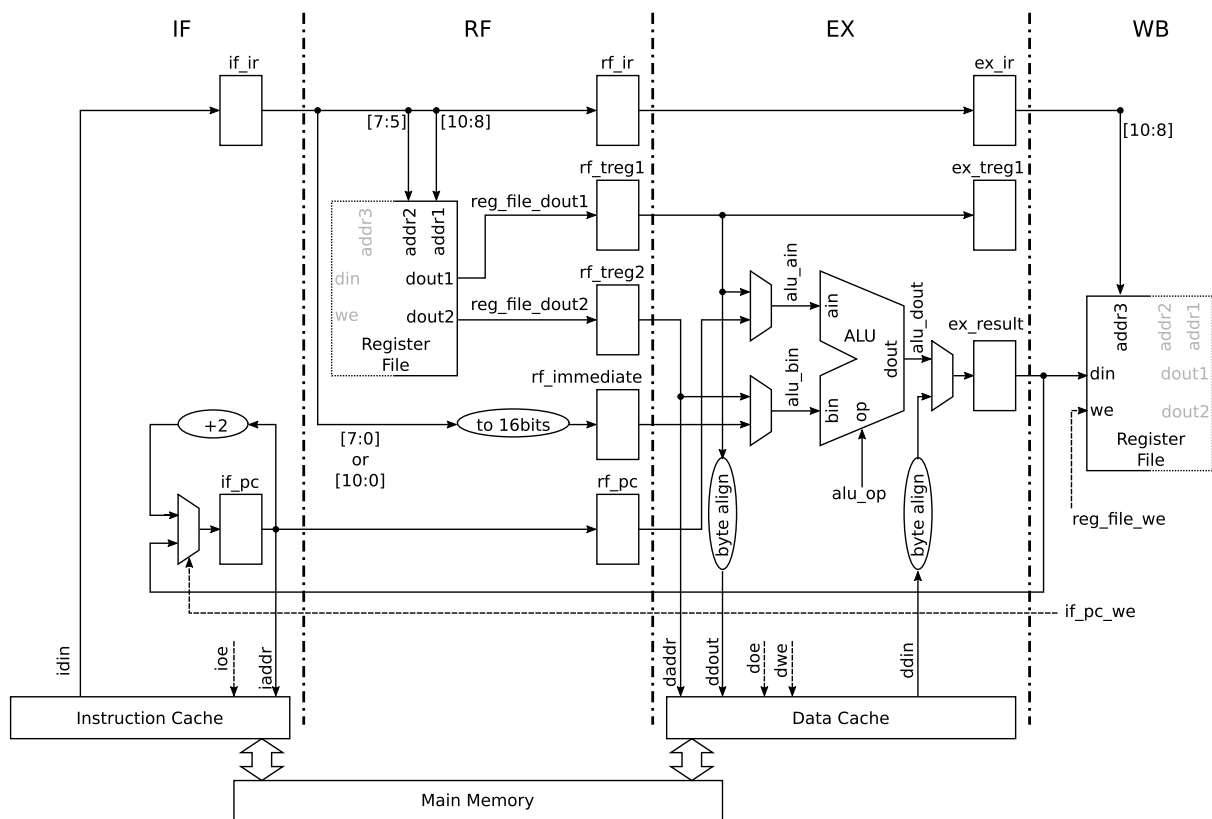 IF
RF
EX
WB
if_ir
rf_ir
ex_ir
[7:5]
[10:8]
[10:8]
rf_treg1
ex_treg1
addr3
addr2
addr1
reg_file_dout1
din
dout1
we
dout2
Register
File
rf_treg2
reg_file_dout2
alu_ain
ain
ALU
alu_dout
dout
ex_result
addr3
addr2
addr1
din
dout1
we
dout2
Register
File
rf_immediate
alu_bin
bin
op
+2
to 16bits
[7:0]
or
[10:0]
if_pc
rf_pc
byte align
alu_op
byte align
reg_file_we
if_pc_we
idin
ioe
iaddr
daddr
ddout
doe
dwe
ddin
Instruction Cache
Data Cache
Main Memory